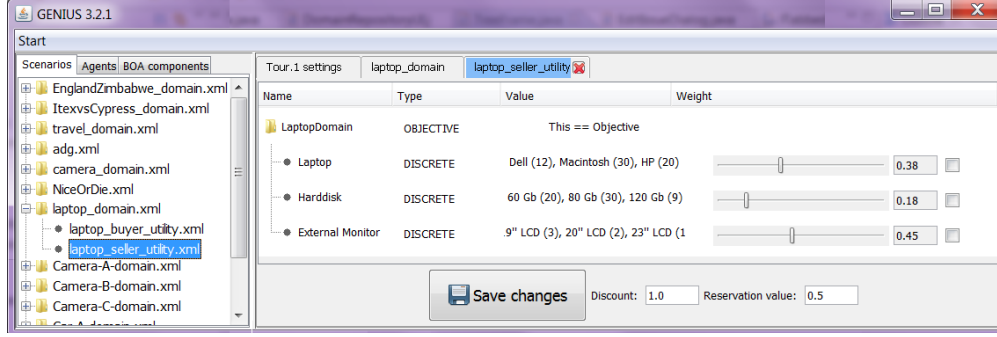 GENIUS 3.2.1
Start
Scenarios Agents BOA components
EnglandZimbabwe_domain.xml
ItexvsCypress_domain.xml
travel_domain.xml
adg.xml
camera_domain.xml
NiceOrDie.xml
laptop_domain.xml
laptop_buyer_utility.xml
laptop_seller_utility.xml
Camera-A-domain.xml
Camera-B-domain.xml
Camera-C-domain.xml
Tour.1 settings laptop_domain laptop_seller_utility
Name Type Value Weight
LaptopDomain OBJECTIVE This == Objective
Laptop DISCRETE Dell (12), Macintosh (30), HP (20) 0.38
Harddisk DISCRETE 60 Gb (20), 80 Gb (30), 120 Gb (9) 0.18
External Monitor DISCRETE .9" LCD (3), 20" LCD (2), 23" LCD (1 0.45
Save changes Discount: 1.0 Reservation value: 0.5